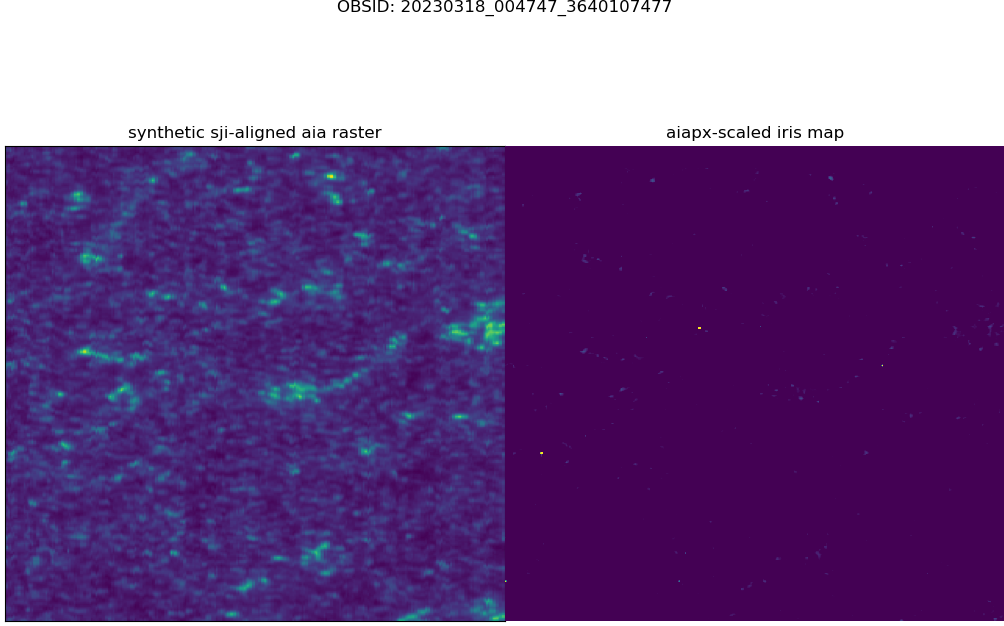 OBSID: 20230318_004747_3640107477
synthetic sji-aligned aia raster
aiapx-scaled iris map